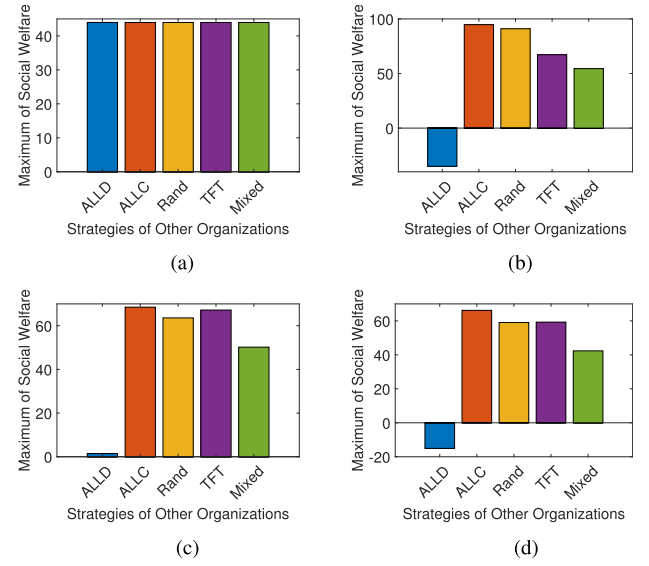 Maximum of Social Welfare
40
30
20
10
0
ALLD
ALLC
Rand
TFT
Mixed
Strategies of Other Organizations
(a)
Maximum of Social Welfare
100
50
0
ALLD
ALLC
Rand
TFT
Mixed
Strategies of Other Organizations
(b)
Maximum of Social Welfare
60
40
20
0
ALLD
ALLC
Rand
TFT
Mixed
Strategies of Other Organizations
(c)
Maximum of Social Welfare
60
40
20
0
-20
ALLD
ALLC
Rand
TFT
Mixed
Strategies of Other Organizations
(d)